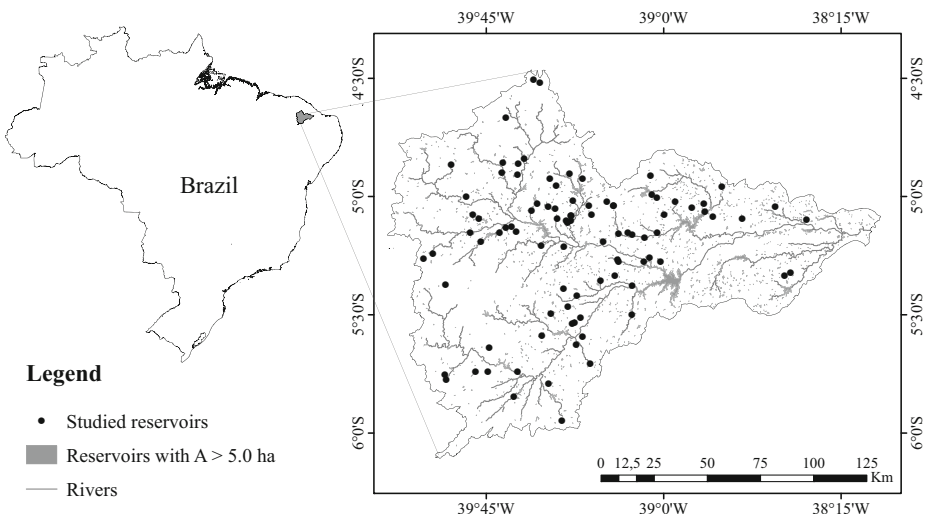 39°45'W 39°0'W 38°15'W
4°30'S 4°30'S
5°0'S 5°0'S
Brazil
5°30'S 5°30'S
Legend
Studied reservoirs
6°0'S 6°0'S
Reservoirs with A > 5.0 ha
0 12,5 25 50 75 100 125
Km
Rivers
39°45'W 39°0'W 38°15'W